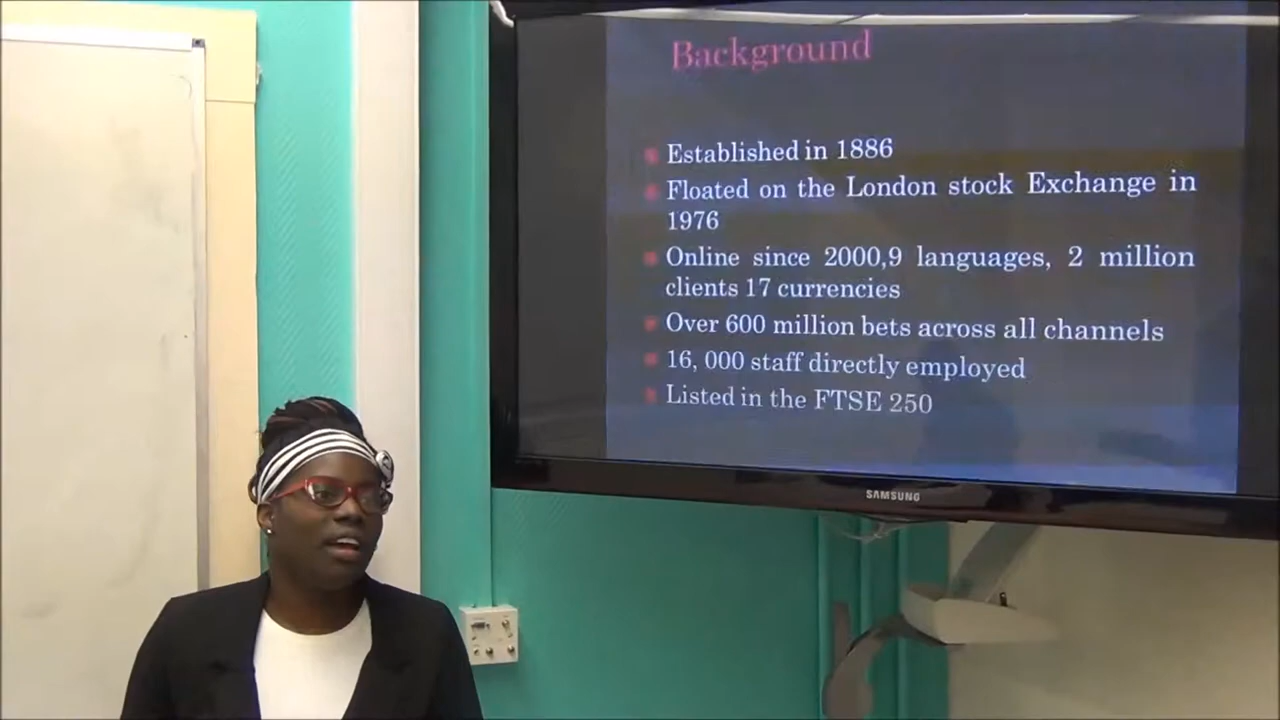 Background
Established in 1886
Floated on the London stock Exchange in
1976
Online since 2000,9 languages, 2 million
clients 17 currencies
Over 600 million bets across all channels
16, 000 staff directly employed
Listed in the FTSE 250
SAMSUNG